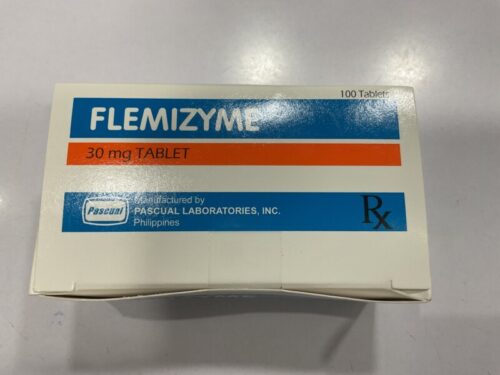 100 Tablets
FLEMIZYME
30 mg TABLET
Pascual
Manufactured by
PASCUAL LABORATORIES, INC.
Philippines
Rx